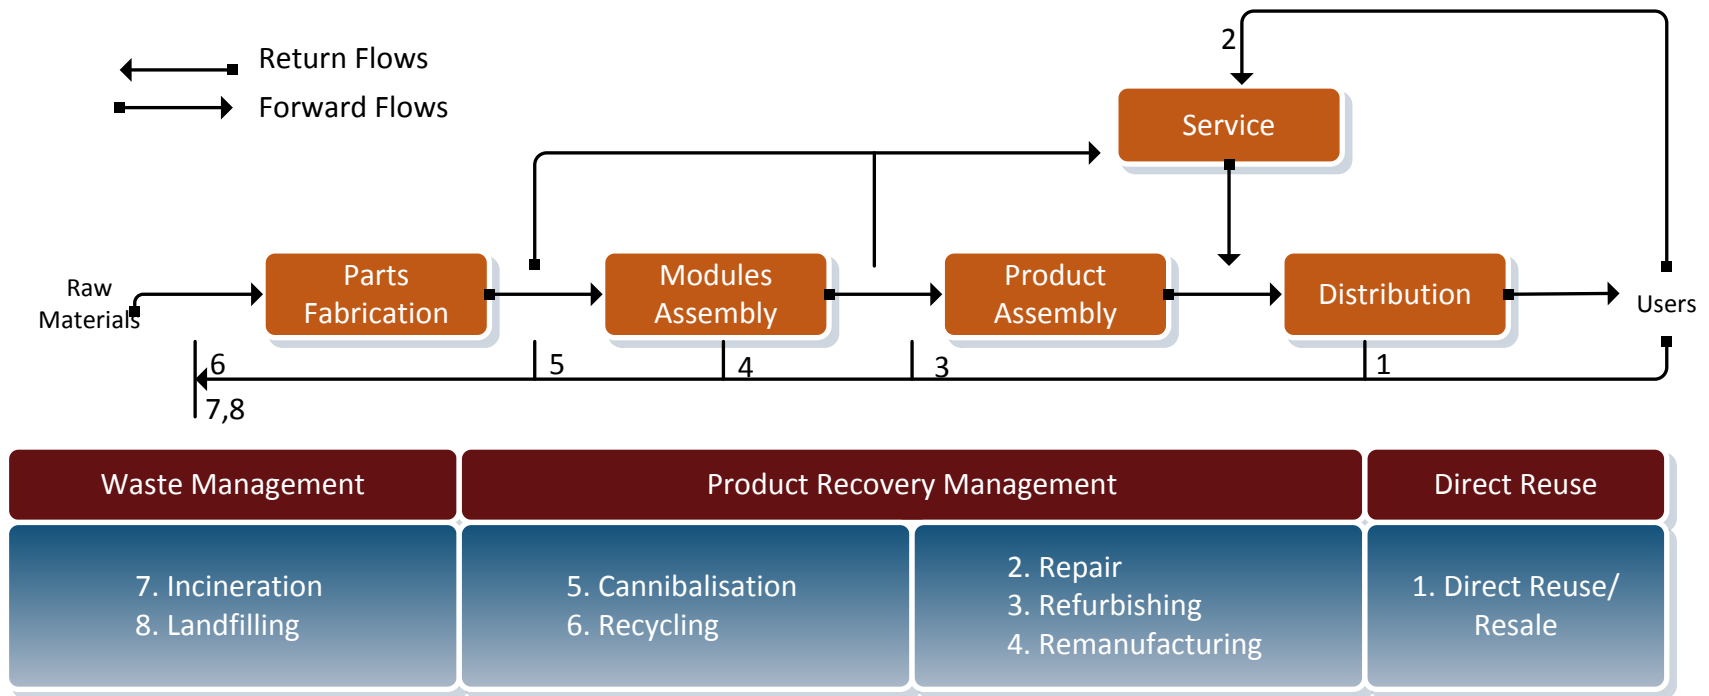 Return Flows
Forward Flows
2
Service
Raw
Materials
Parts
Fabrication
Modules
Assembly
Product
Assembly
Distribution
Users
6
5
4
3
1
7,8
Waste Management
Product Recovery Management
Direct Reuse
7. Incineration
8. Landfilling
5. Cannibalisation
6. Recycling
2. Repair
3. Refurbishing
4. Remanufacturing
1. Direct Reuse/
Resale